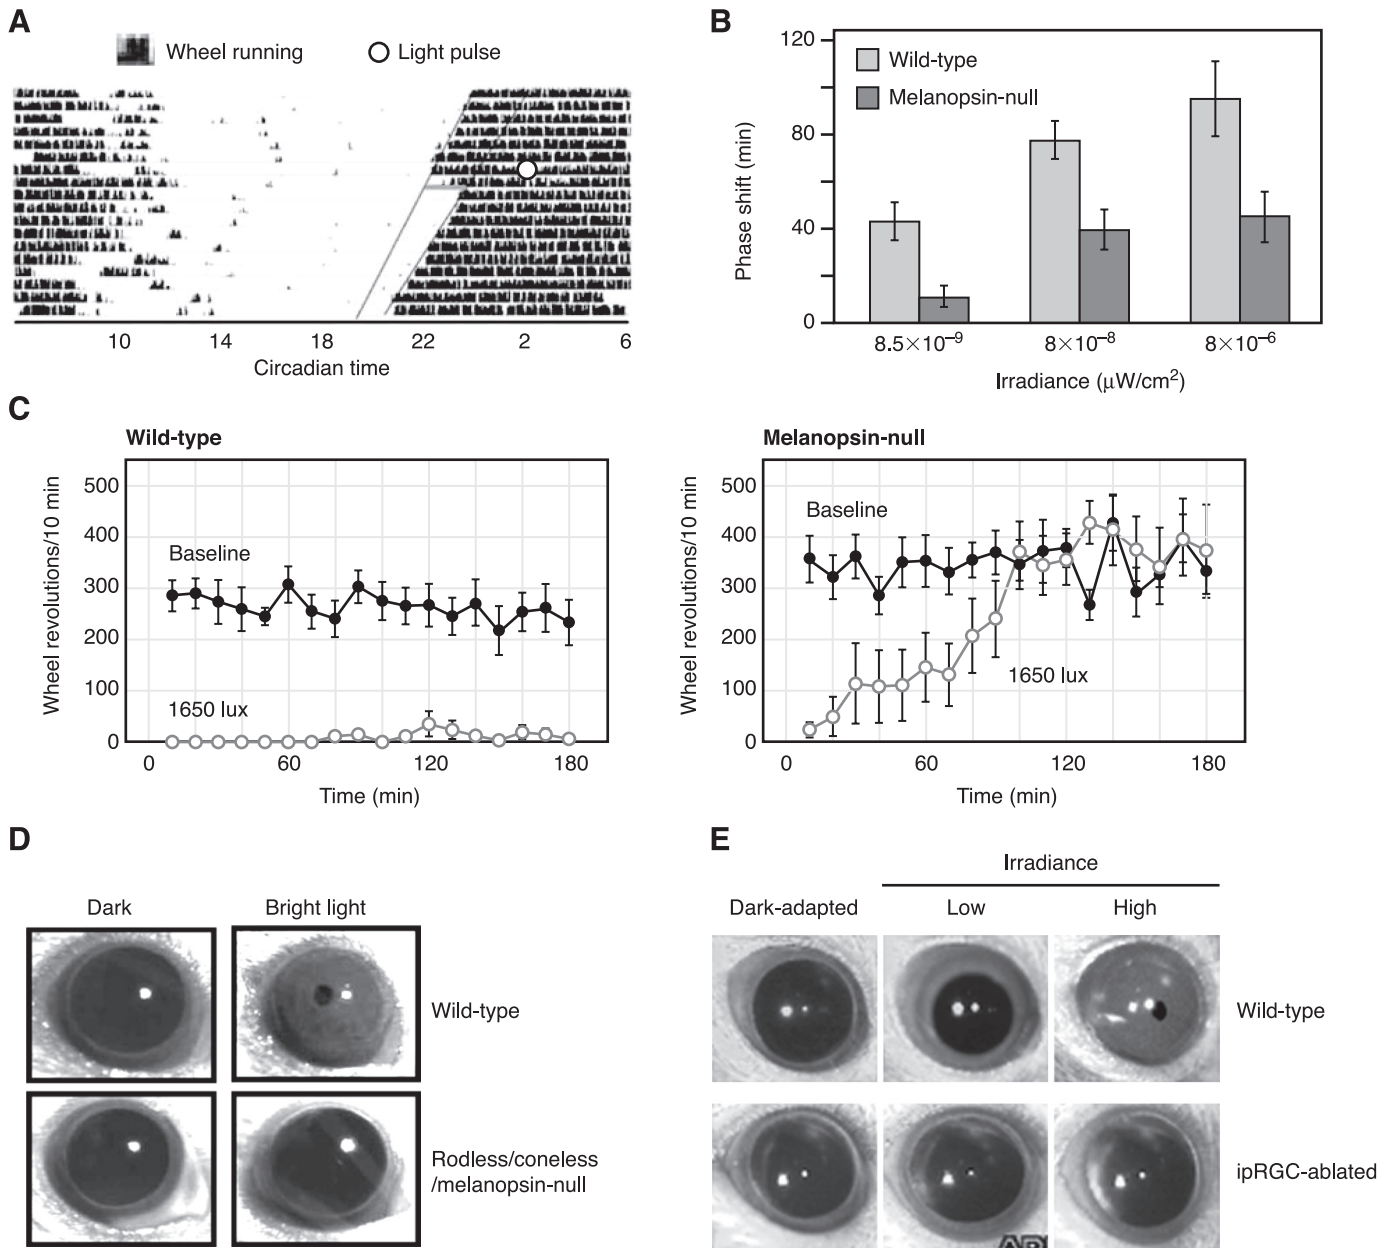 A
Wheel running
Light pulse
10 14 18 22 2 6
Circadian time
B
Wild-type
Melanopsin-null
Phase shift (min)
120
80
40
0
8.5×10⁻⁹ 8×10⁻⁸ 8×10⁻⁶
Irradiance (μW/cm²)
C
Wild-type
Wheel revolutions/10 min
500
400
300
200
100
0
Baseline
1650 lux
0 60 120 180
Time (min)
Melanopsin-null
Wheel revolutions/10 min
500
400
300
200
100
0
Baseline
1650 lux
0 60 120 180
Time (min)
D
Dark Bright light
Wild-type
Rodless/coneless
/melanopsin-null
E
Irradiance
Dark-adapted Low High
Wild-type
ipRGC-ablated